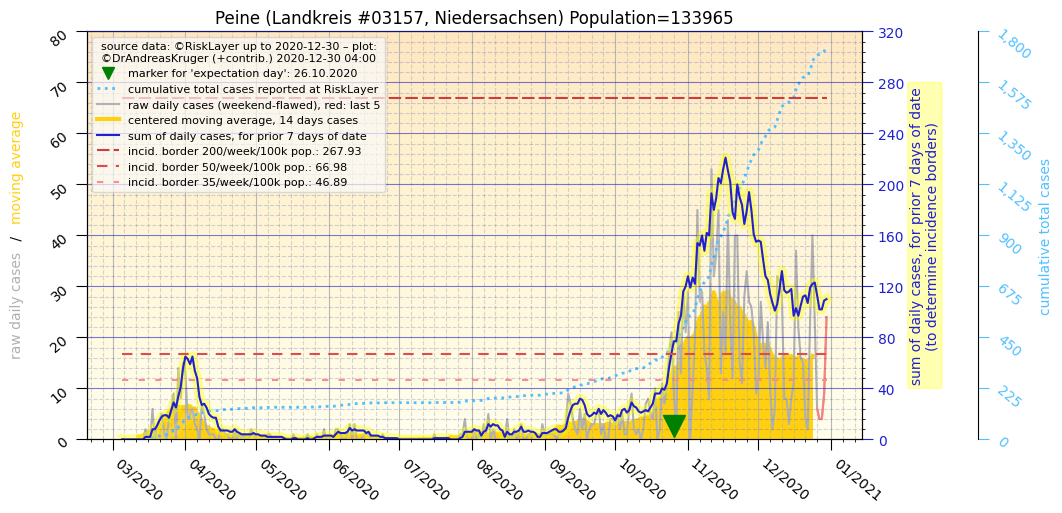 Peine (Landkreis #03157, Niedersachsen) Population=133965
source data: ©RiskLayer up to 2020-12-30 – plot:
©DrAndreasKruger (+contrib.) 2020-12-30 04:00
marker for 'expectation day': 26.10.2020
cumulative total cases reported at RiskLayer
raw daily cases (weekend-flawed), red: last 5
centered moving average, 14 days cases
sum of daily cases, for prior 7 days of date
incid. border 200/week/100k pop.: 267.93
incid. border 50/week/100k pop.: 66.98
incid. border 35/week/100k pop.: 46.89
raw daily cases / moving average
80
70
60
50
40
30
20
10
0
03/2020
04/2020
05/2020
06/2020
07/2020
08/2020
09/2020
10/2020
11/2020
12/2020
01/2021
320
280
240
200
160
120
80
40
0
sum of daily cases, for prior 7 days of date
(to determine incidence borders)
1,800
1,575
1,350
1,125
900
675
450
225
0
cumulative total cases